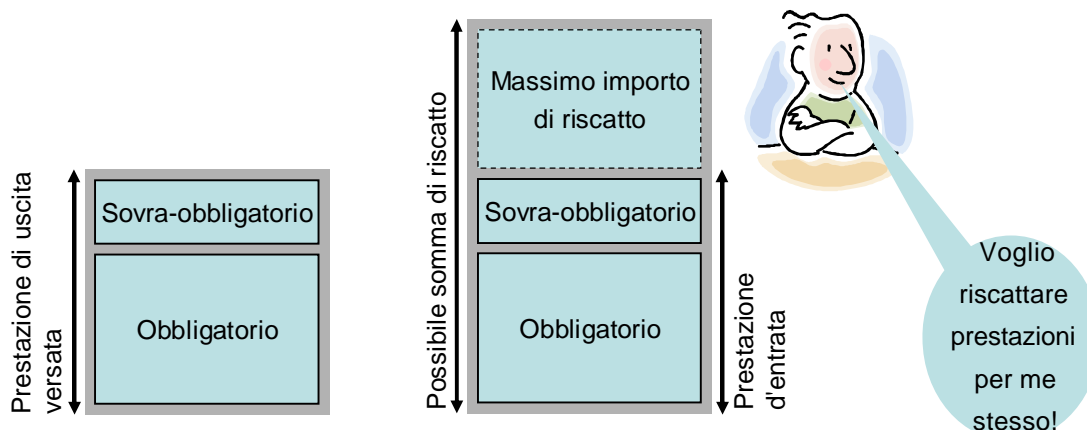 Prestazione di uscita
versata
Sovra-obbligatorio
Obbligatorio
Possibile somma di riscatto
Massimo importo
di riscatto
Sovra-obbligatorio
Obbligatorio
Prestazione
d'entrata
Voglio
riscattare
prestazioni
per me
stesso!